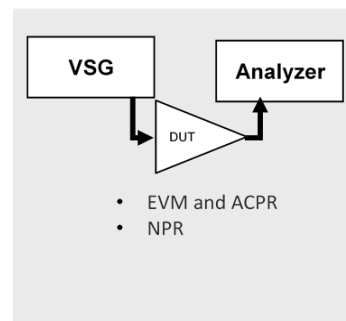 VSG
Analyzer
DUT
• EVM and ACPR
• NPR